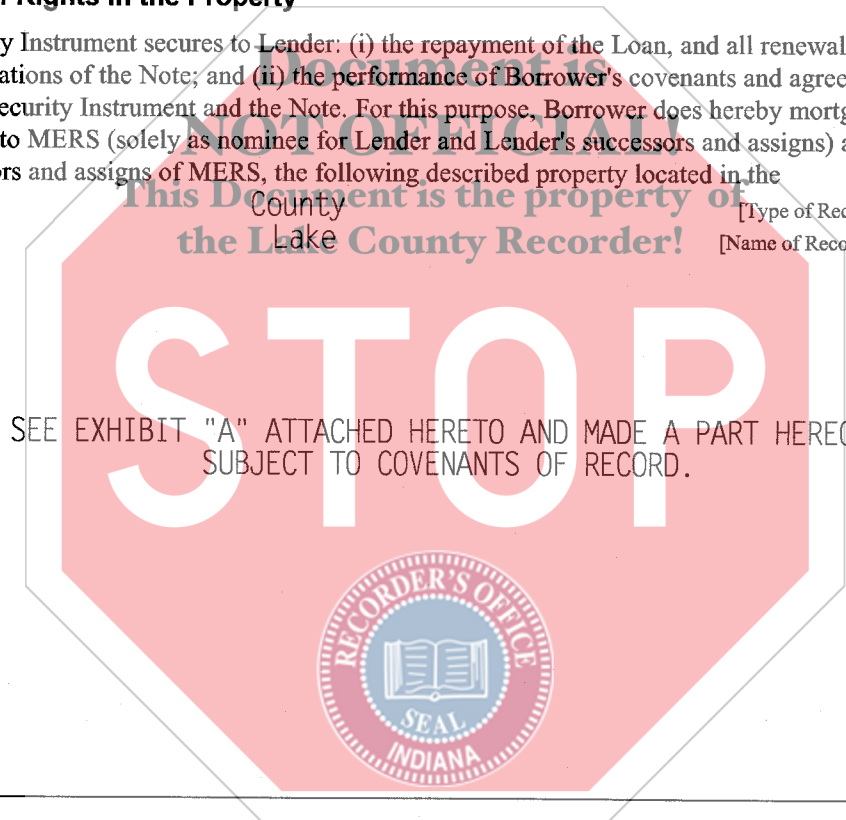 Rights in the Property
y Instrument secures to Lender: (i) the repayment of the Loan, and all renewal
ations of the Note; and (ii) the performance of Borrower's covenants and agree
ecurity Instrument and the Note. For this purpose, Borrower does hereby mortg
to MERS (solely as nominee for Lender and Lender's successors and assigns) a
rs and assigns of MERS, the following described property located in the
County [Type of Rec
Lake [Name of Reco
Document is
NOT OFFICIAL!
This Document is the property of
the Lake County Recorder!
STOP
SEE EXHIBIT "A" ATTACHED HERETO AND MADE A PART HEREO
SUBJECT TO COVENANTS OF RECORD.
RECORDER'S OFFICE
SEAL
INDIANA